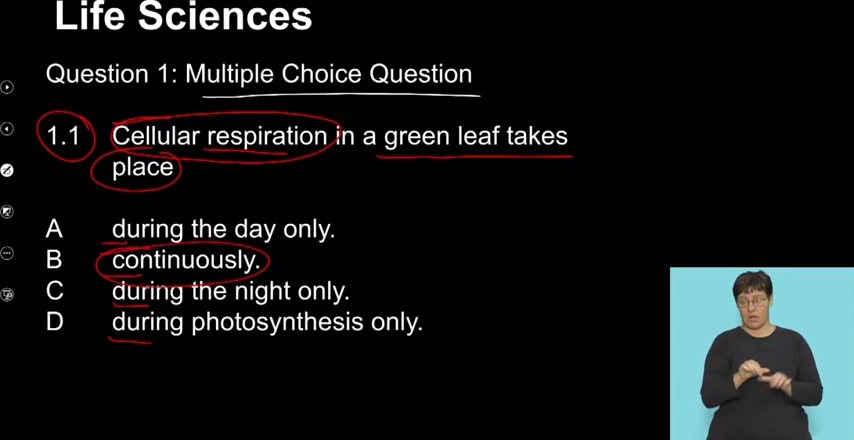 Life Sciences
Question 1: Multiple Choice Question
1.1 Cellular respiration in a green leaf takes
place
A during the day only.
B continuously.
C during the night only.
D during photosynthesis only.